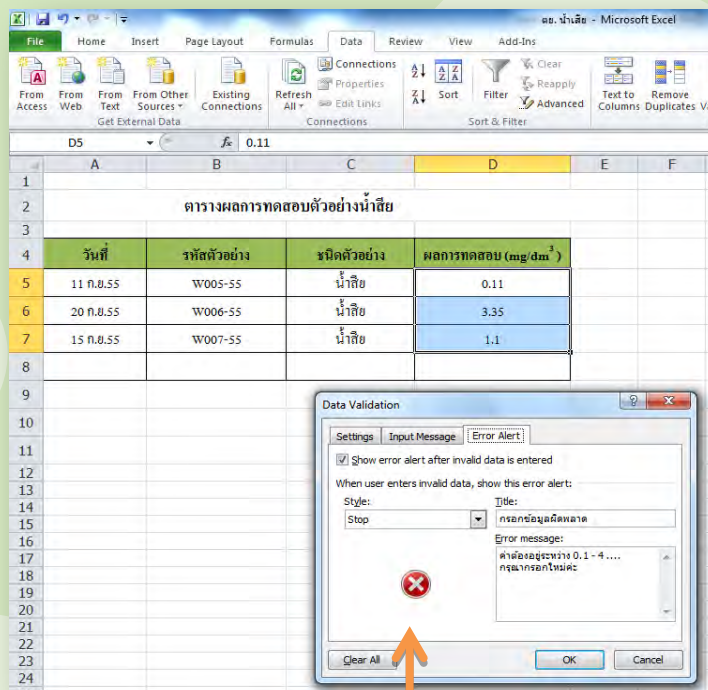 ตย. น้ำเสีย - Microsoft Excel
File Home Insert Page Layout Formulas Data Review View Add-Ins
From Access From Web From Text From Other Sources Existing Connections Refresh All Connections Properties Edit Links Sort Filter Clear Reapply Advanced Text to Columns Remove Duplicates
Get External Data Connections Sort & Filter
D5 fx 0.11
A B C D E F
1
2 ตารางผลการทดสอบตัวอย่างน้ำสีย
3
4 วันที่ รหัสตัวอย่าง ชนิดตัวอย่าง ผลการทดสอบ (mg/dm³)
5 11 ก.ย.55 W005-55 น้ำสีย 0.11
6 20 ก.ย.55 W006-55 น้ำสีย 3.35
7 15 ก.ย.55 W007-55 น้ำสีย 1.1
8
9
10
11
12
13
14
15
16
17
18
19
20
21
22
23
24
Data Validation
Settings Input Message Error Alert
Show error alert after invalid data is entered
When user enters invalid data, show this error alert:
Style: Title:
Stop กรอกข้อมูลผิดพลาด
Error message:
ค่าต้องอยู่ระหว่าง 0.1 - 4 ....
กรุณากรอกใหม่ค่ะ
Clear All OK Cancel